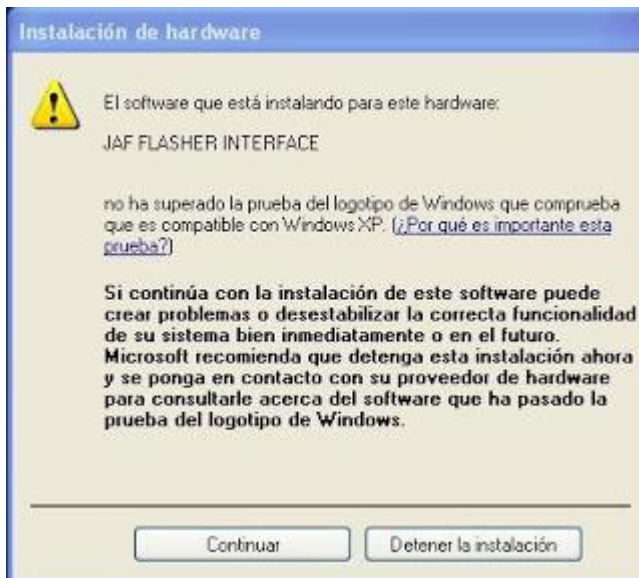 Instalación de hardware
El software que está instalando para este hardware:
JAF FLASHER INTERFACE
no ha superado la prueba del logotipo de Windows que comprueba
que es compatible con Windows XP. (¿Por qué es importante esta
prueba?)
Si continúa con la instalación de este software puede
crear problemas o desestabilizar la correcta funcionalidad
de su sistema bien inmediatamente o en el futuro.
Microsoft recomienda que detenga esta instalación ahora
y se ponga en contacto con su proveedor de hardware
para consultarle acerca del software que ha pasado la
prueba del logotipo de Windows.
Continuar
Detener la instalación